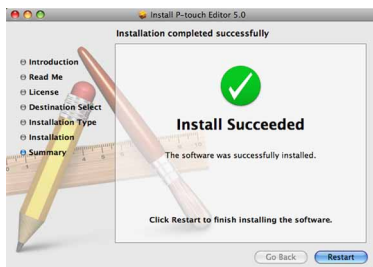 Install P-touch Editor 5.0
Installation completed successfully
Introduction
Read Me
License
Destination Select
Installation Type
Installation
Summary
Install Succeeded
The software was successfully installed.
Click Restart to finish installing the software.
Go Back
Restart